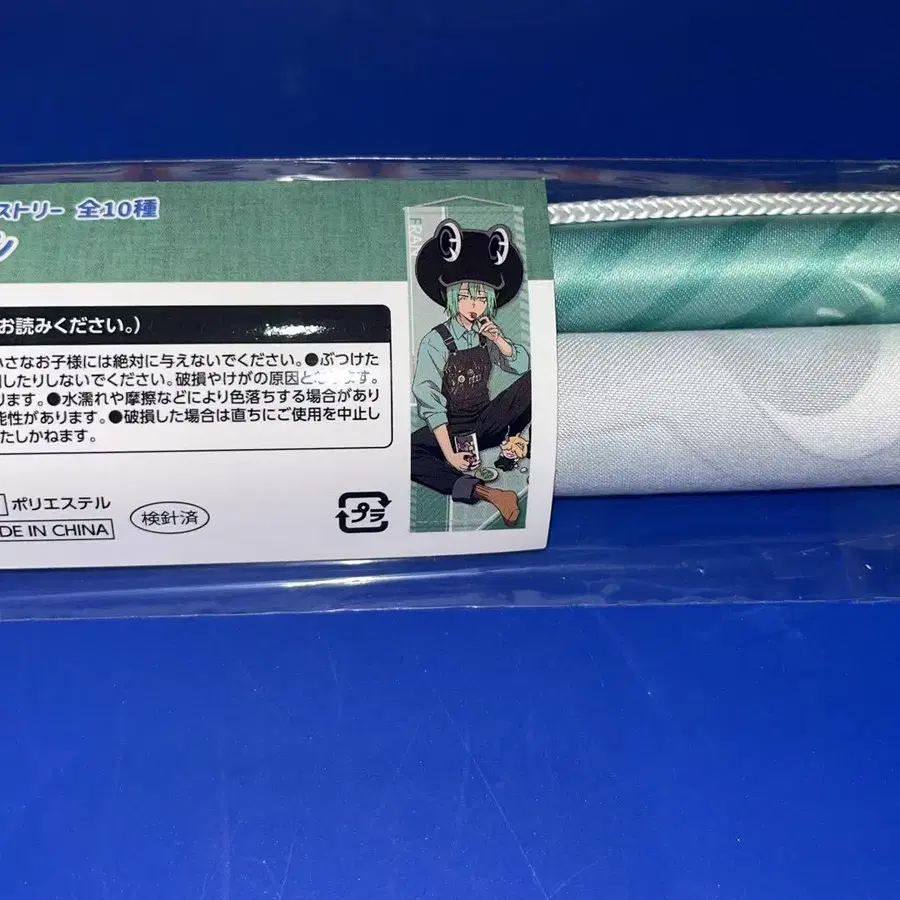 ストリー 全10種
ン
お読みください。)
さなお子様には絶対に与えないでください。●ぶつけた
したりしないでください。破損やけがの原因となります。
ります。●水濡れや摩擦などにより色落ちする場合があり
能性があります。●破損した場合は直ちにご使用を中止し
たしかねます。
ポリエステル
DE IN CHINA
検針済
プラ
FRAN